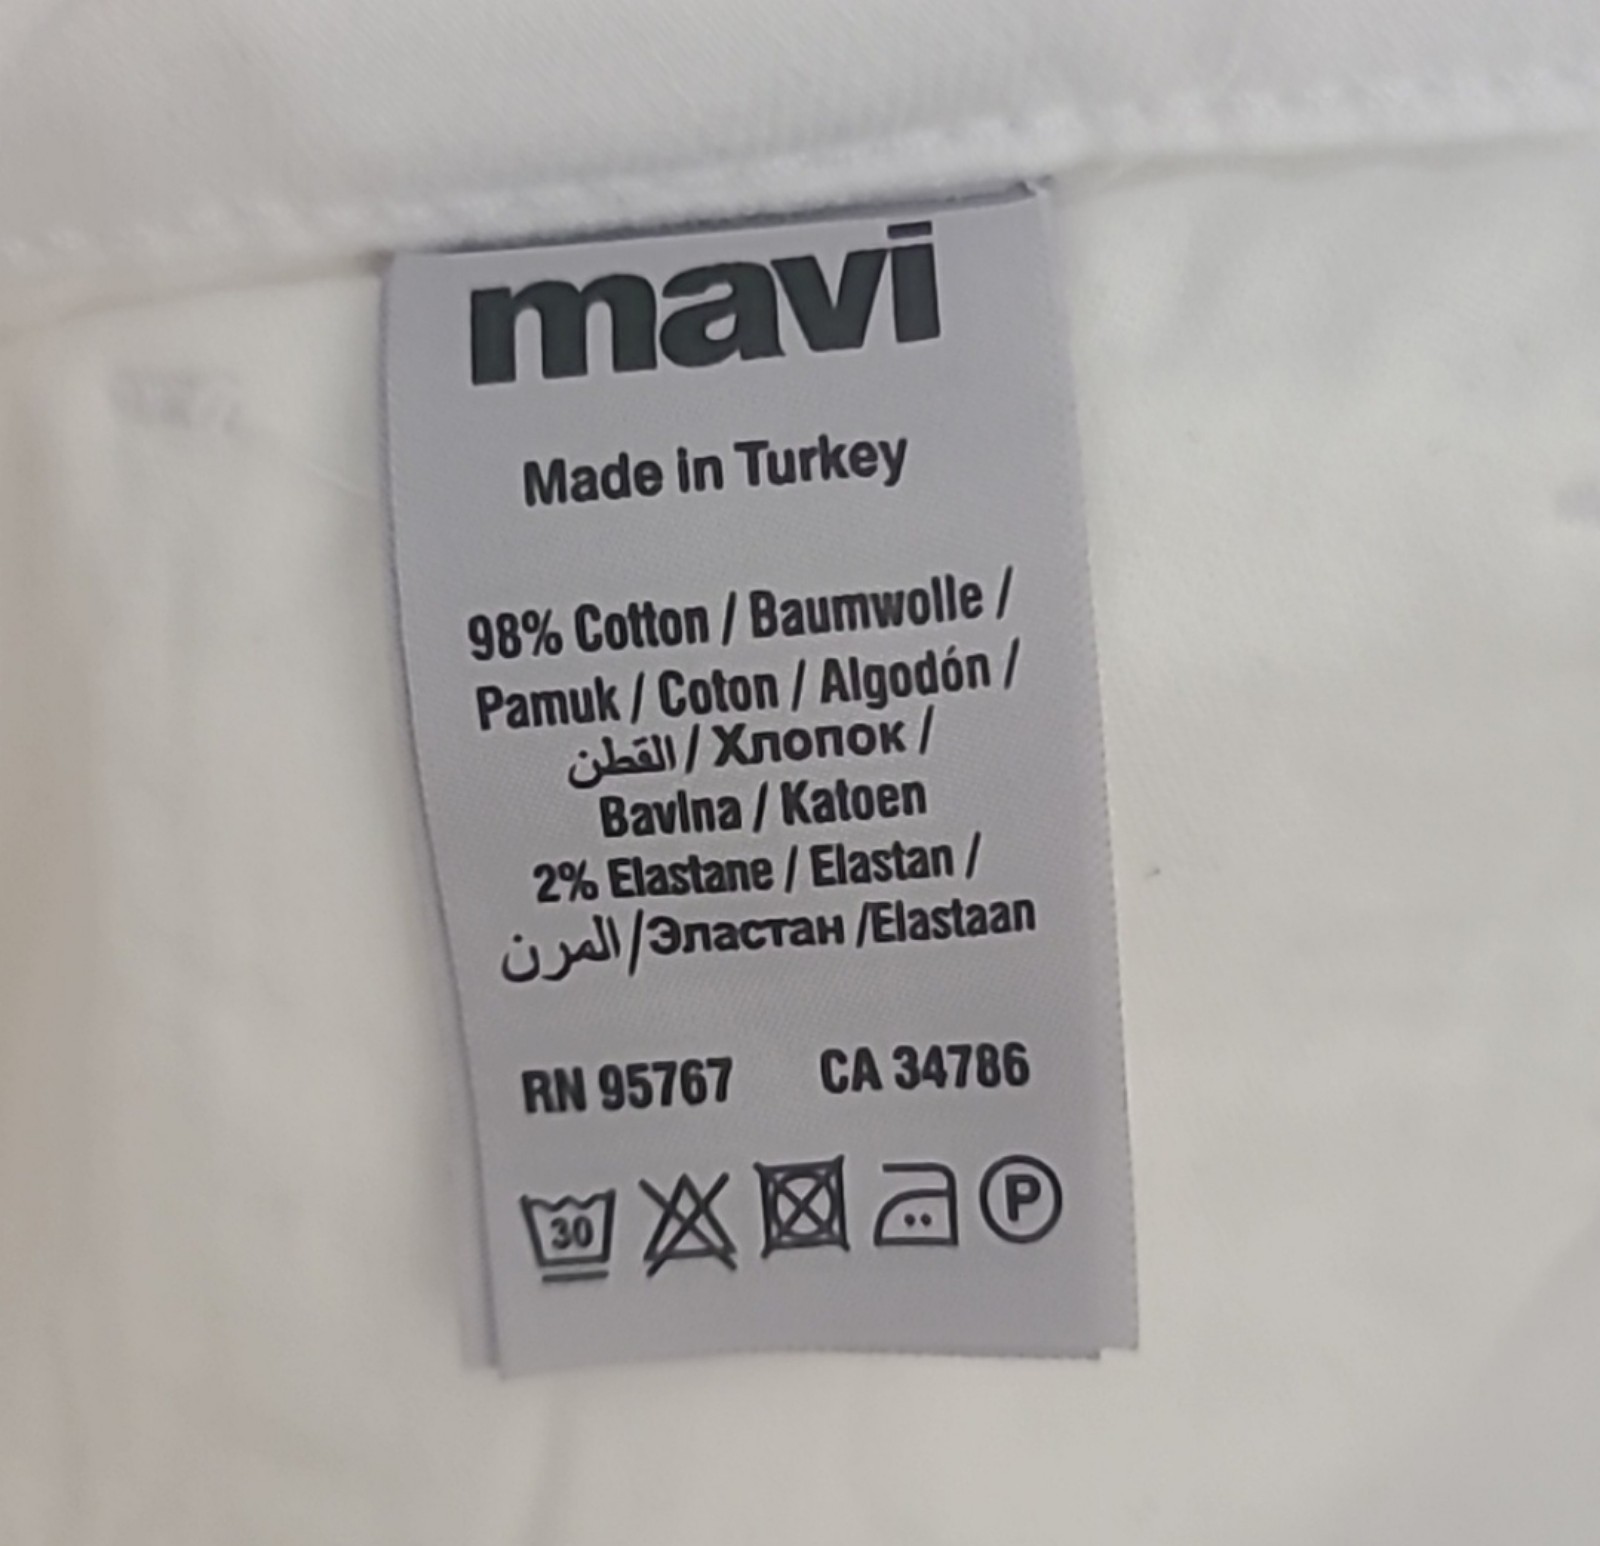 mavi
Made in Turkey
98% Cotton / Baumwolle /
Pamuk / Coton / Algodón /
القطن / Хлопок /
Bavlna / Katoen
2% Elastane / Elastan /
المرن/Эластан /Elastaan
RN 95767 CA 34786
30 P